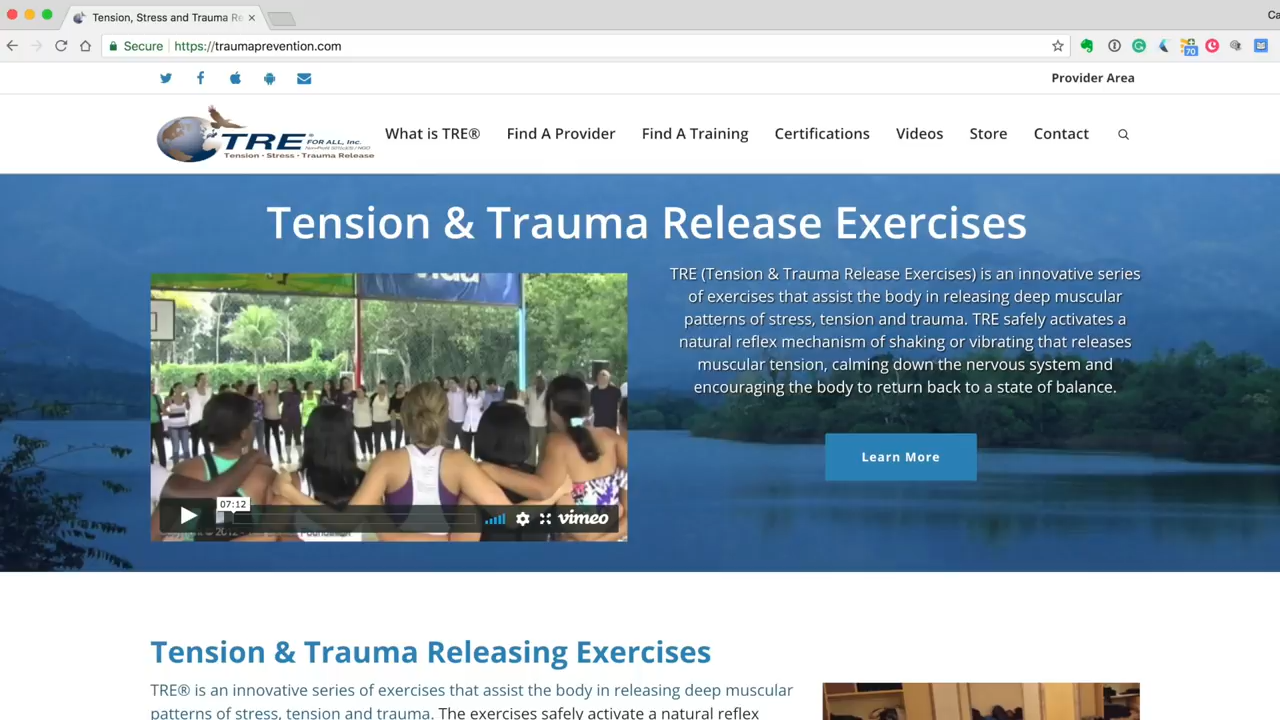 Tension, Stress and Trauma Re
Ca
Secure
https://traumaprevention.com
70
Provider Area
TRE® FOR ALL, Inc.
Tension · Stress · Trauma Release
What is TRE®
Find A Provider
Find A Training
Certifications
Videos
Store
Contact
Tension & Trauma Release Exercises
TRE (Tension & Trauma Release Exercises) is an innovative series
of exercises that assist the body in releasing deep muscular
patterns of stress, tension and trauma. TRE safely activates a
natural reflex mechanism of shaking or vibrating that releases
muscular tension, calming down the nervous system and
encouraging the body to return back to a state of balance.
Learn More
07:12
vimeo
Tension & Trauma Releasing Exercises
TRE® is an innovative series of exercises that assist the body in releasing deep muscular
patterns of stress, tension and trauma. The exercises safely activate a natural reflex